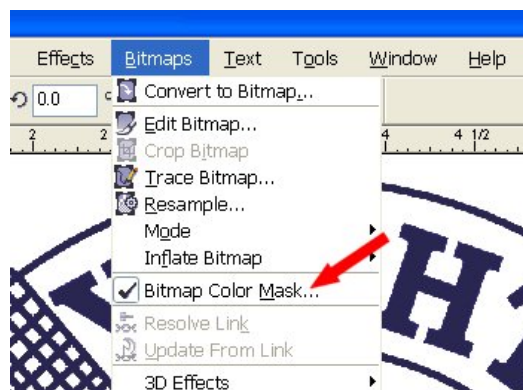 Effects Bitmaps Text Tools Window Help
0.0
Convert to Bitmap...
2 2 4 4 1/2
Edit Bitmap...
Crop Bitmap
Trace Bitmap...
Resample...
Mode
Inflate Bitmap
Bitmap Color Mask...
Resolve Link
Update From Link
3D Effects